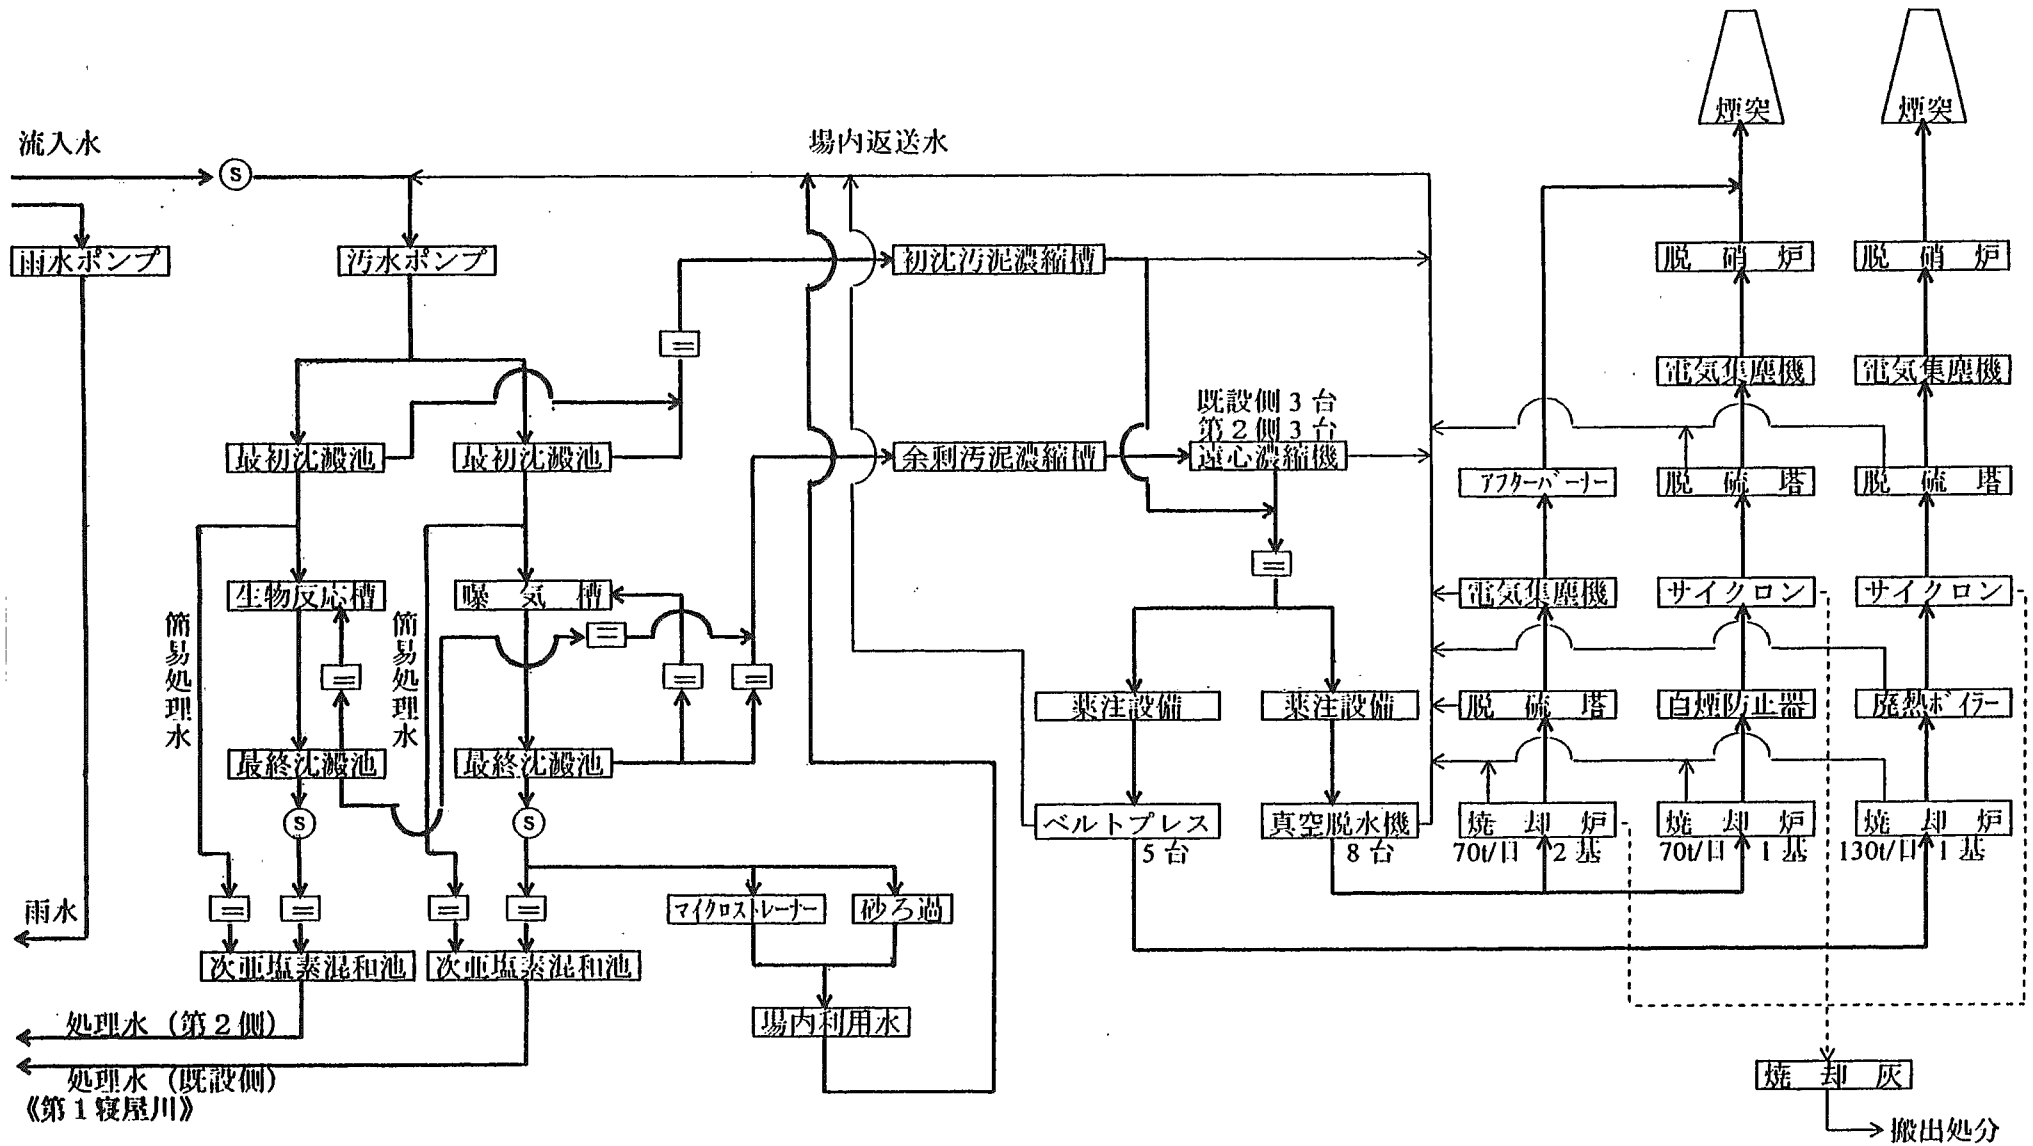 煙突
煙突
流入水
場内返送水
S
雨水ポンプ
汚水ポンプ
初沈汚泥濃縮槽
脱硝炉
脱硝炉
電気集塵機
電気集塵機
既設側3台
第2側3台
最初沈澱池
最初沈澱池
余剰汚泥濃縮槽
遠心濃縮機
アフターバーナー
脱硫塔
脱硫塔
生物反応槽
曝気槽
電気集塵機
サイクロン
サイクロン
簡易処理水
簡易処理水
薬注設備
薬注設備
脱硫塔
白煙防止器
廃熱ボイラー
最終沈澱池
最終沈澱池
S
S
ベルトプレス
真空脱水機
焼却炉
焼却炉
焼却炉
5台
8台
70t/日 2基
70t/日 1基
130t/日 1基
雨水
マイクロストレーナー
砂ろ過
次亜塩素混和池
次亜塩素混和池
処理水(第2側)
場内利用水
処理水(既設側)
《第1寝屋川》
焼却灰
搬出処分